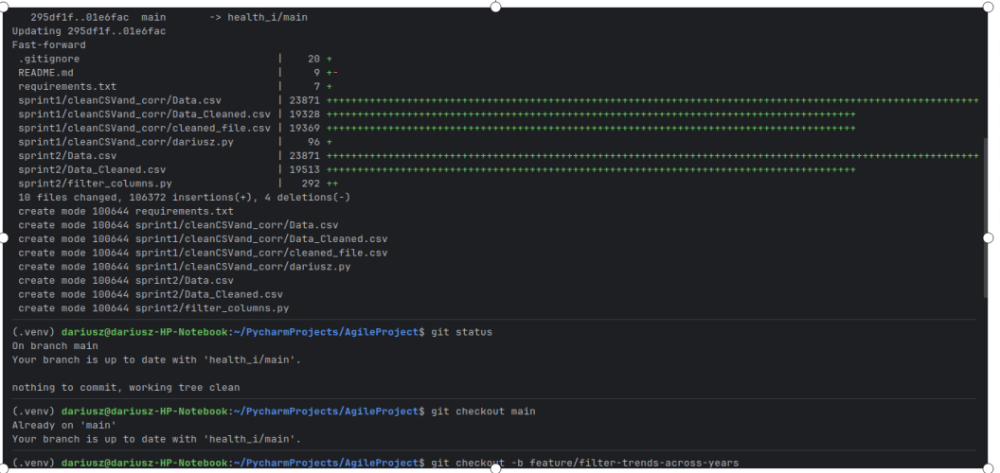 295df1f..01e6fac  main       -> health_i/main
Updating 295df1f..01e6fac
Fast-forward
 .gitignore                               |    20 +
 README.md                                |     9 +-
 requirements.txt                         |     7 +
 sprint1/cleanCSVand_corr/Data.csv         | 23871 ++++++++++++++++++++++++++++++++++++++++++++++++++++++++++++++++++++++++++++++++++++++++++++++++++++++++++
 sprint1/cleanCSVand_corr/Data_Cleaned.csv | 19328 ++++++++++++++++++++++++++++++++++++++++++++++++++++++++++++++++++++++++++++++++++++++
 sprint1/cleanCSVand_corr/cleaned_file.csv | 19369 ++++++++++++++++++++++++++++++++++++++++++++++++++++++++++++++++++++++++++++++++++++++
 sprint1/cleanCSVand_corr/dariusz.py       |    96 +
 sprint2/Data.csv                         | 23871 ++++++++++++++++++++++++++++++++++++++++++++++++++++++++++++++++++++++++++++++++++++++++++++++++++++++++++
 sprint2/Data_Cleaned.csv                 | 19513 ++++++++++++++++++++++++++++++++++++++++++++++++++++++++++++++++++++++++++++++++++++++
 sprint2/filter_columns.py                |   292 ++
 10 files changed, 106372 insertions(+), 4 deletions(-)
 create mode 100644 requirements.txt
 create mode 100644 sprint1/cleanCSVand_corr/Data.csv
 create mode 100644 sprint1/cleanCSVand_corr/Data_Cleaned.csv
 create mode 100644 sprint1/cleanCSVand_corr/cleaned_file.csv
 create mode 100644 sprint1/cleanCSVand_corr/dariusz.py
 create mode 100644 sprint2/Data.csv
 create mode 100644 sprint2/Data_Cleaned.csv
 create mode 100644 sprint2/filter_columns.py
(.venv) dariusz@dariusz-HP-Notebook:~/PycharmProjects/AgileProject$ git status
On branch main
Your branch is up to date with 'health_i/main'.
nothing to commit, working tree clean
(.venv) dariusz@dariusz-HP-Notebook:~/PycharmProjects/AgileProject$ git checkout main
Already on 'main'
Your branch is up to date with 'health_i/main'.
(.venv) dariusz@dariusz-HP-Notebook:~/PycharmProjects/AgileProject$ git checkout -b feature/filter-trends-across-years